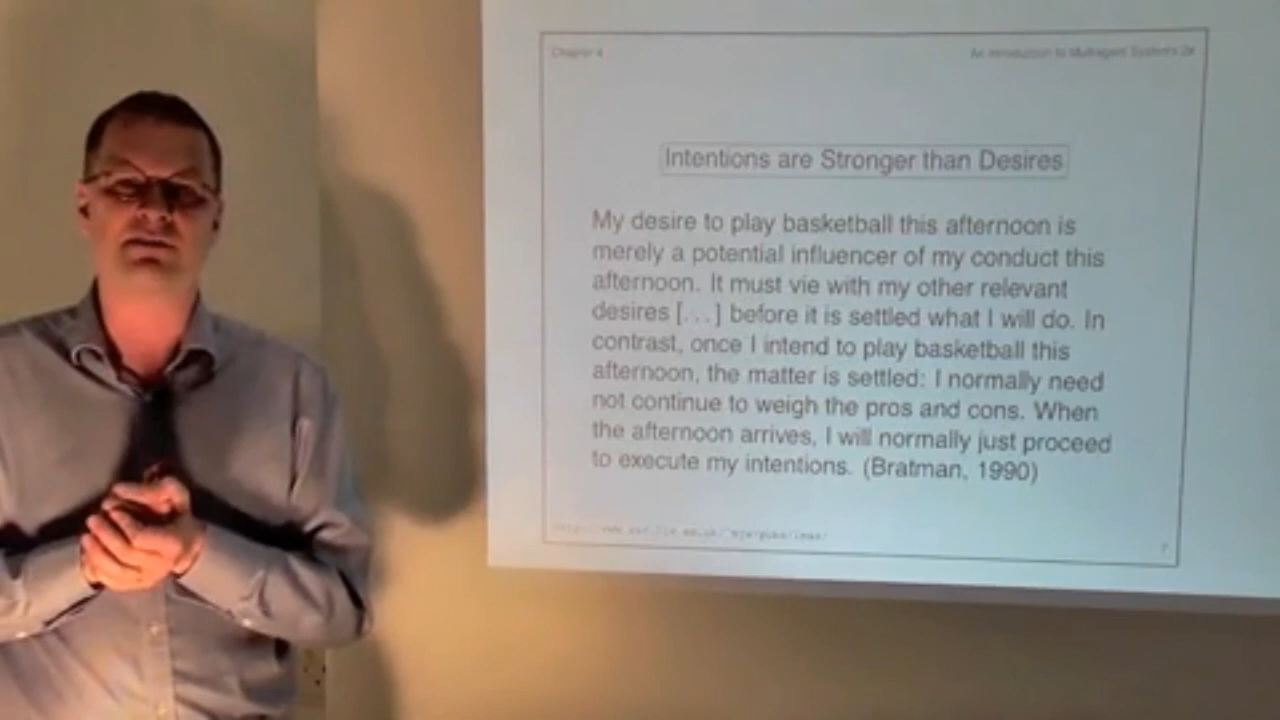 Chapter 4
An Introduction to Multiagent Systems 2e
Intentions are Stronger than Desires
My desire to play basketball this afternoon is
merely a potential influencer of my conduct this
afternoon. It must vie with my other relevant
desires [...] before it is settled what I will do. In
contrast, once I intend to play basketball this
afternoon, the matter is settled: I normally need
not continue to weigh the pros and cons. When
the afternoon arrives, I will normally just proceed
to execute my intentions. (Bratman, 1990)
7